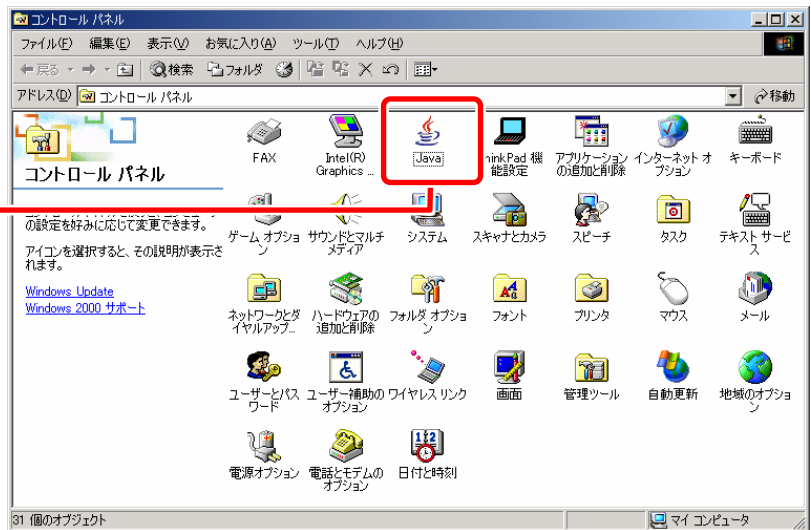 コントロール パネル
ファイル(F) 編集(E) 表示(V) お気に入り(A) ツール(T) ヘルプ(H)
戻る 検索 フォルダ
アドレス(D) コントロール パネル 移動
コントロール パネル
の設定を好みに応じて変更できます。
アイコンを選択すると、その説明が表示さ
れます。
Windows Update
Windows 2000 サポート
FAX
Intel(R)
Graphics ...
Java
hinkPad 機
能設定
アプリケーション
の追加と削除
インターネット オ
プション
キーボード
ゲーム オプショ
ン
サウンドとマルチ
メディア
システム
スキャナとカメラ
スピーチ
タスク
テキスト サービ
ス
ネットワークとダ
イヤルアップ...
ハードウェアの
追加と削除
フォルダ オプショ
ン
フォント
プリンタ
マウス
メール
ユーザーとパス
ワード
ユーザー補助の
オプション
ワイヤレス リンク
画面
管理ツール
自動更新
地域のオプショ
ン
電源オプション
電話とモデムの
オプション
日付と時刻
31 個のオブジェクト マイ コンピュータ